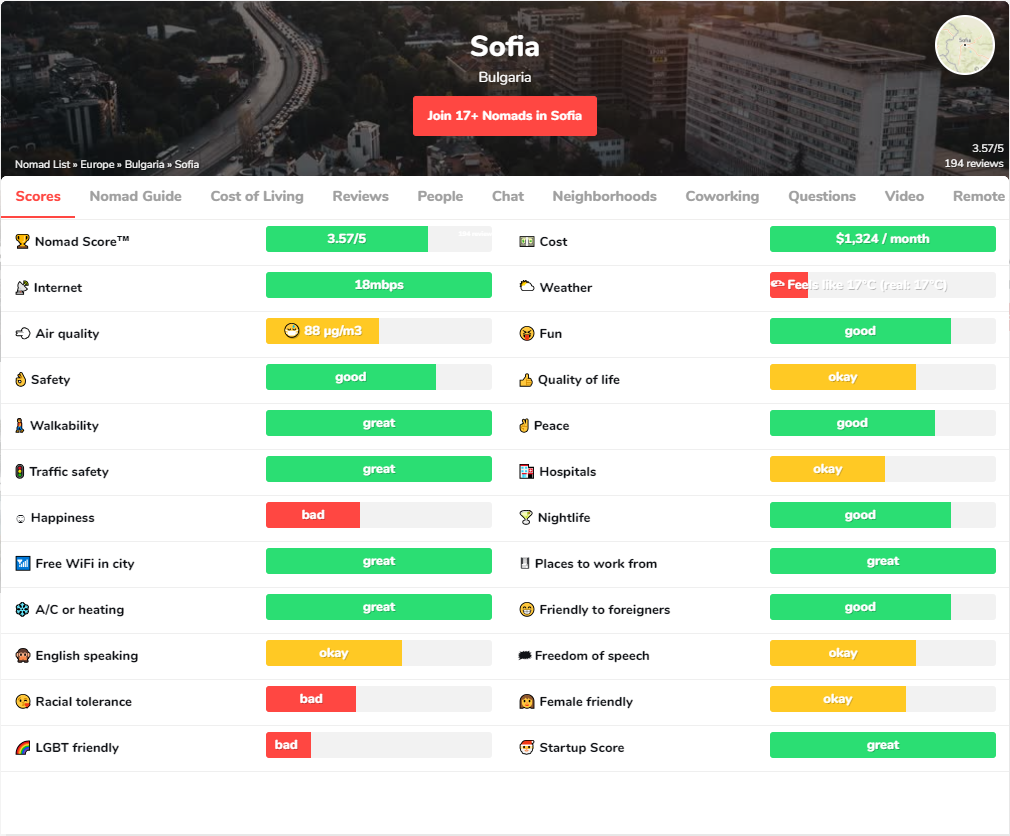 Sofia
Bulgaria
Join 17+ Nomads in Sofia
Sofia
3.57/5
194 reviews
Nomad List » Europe » Bulgaria » Sofia
Scores Nomad Guide Cost of Living Reviews People Chat Neighborhoods Coworking Questions Video Remote
Nomad Score™ 3.57/5 Cost $1,324 / month
Internet 18mbps Weather Feels like 17°C (real: 17°C)
Air quality 88 µg/m3 Fun good
Safety good Quality of life okay
Walkability great Peace good
Traffic safety great Hospitals okay
Happiness bad Nightlife good
Free WiFi in city great Places to work from great
A/C or heating great Friendly to foreigners good
English speaking okay Freedom of speech okay
Racial tolerance bad Female friendly okay
LGBT friendly bad Startup Score great